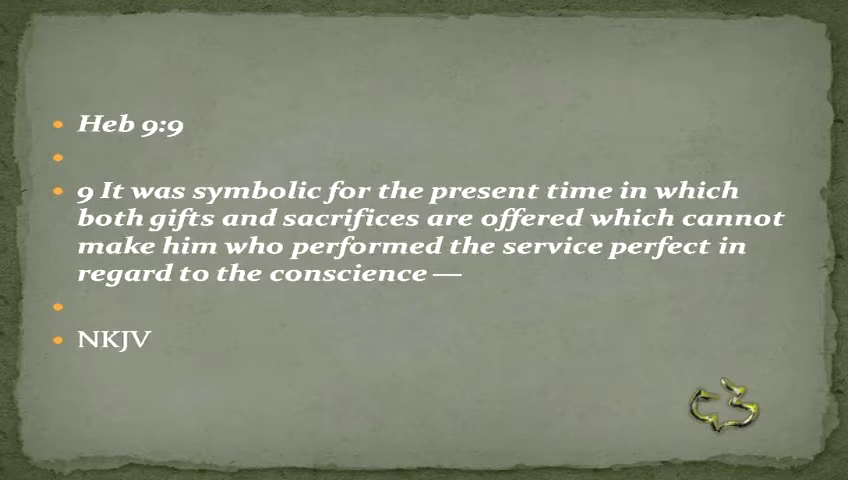 Heb 9:9
9 It was symbolic for the present time in which
both gifts and sacrifices are offered which cannot
make him who performed the service perfect in
regard to the conscience —
NKJV